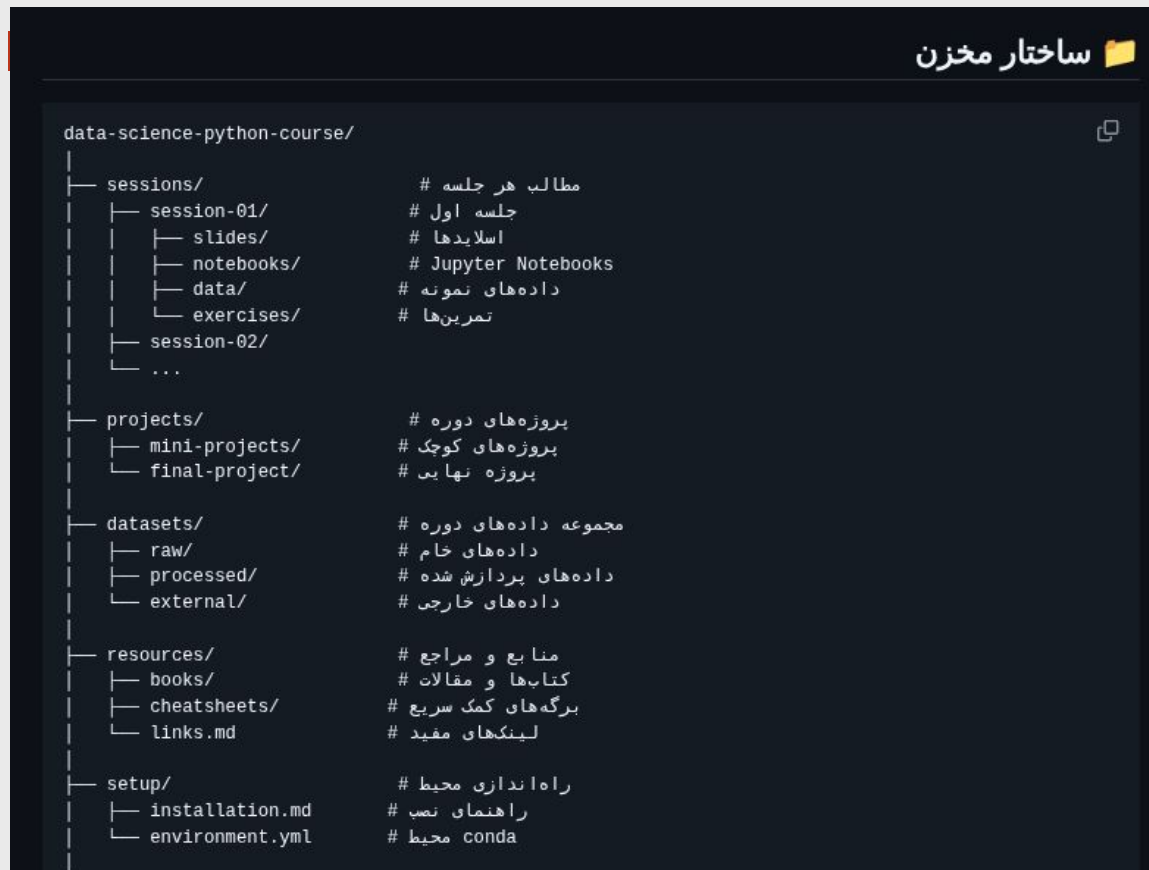 📁 ساختار مخزن
data-science-python-course/
│
├── sessions/                    # مطالب هر جلسه
│   ├── session-01/             # جلسه اول
│   │   ├── slides/             # اسلایدها
│   │   ├── notebooks/          # Jupyter Notebooks
│   │   ├── data/              # داده‌های نمونه
│   │   └── exercises/         # تمرین‌ها
│   ├── session-02/
│   └── ...
│
├── projects/                   # پروژه‌های دوره
│   ├── mini-projects/         # پروژه‌های کوچک
│   └── final-project/         # پروژه نهایی
│
├── datasets/                  # مجموعه داده‌های دوره
│   ├── raw/                   # داده‌های خام
│   ├── processed/             # داده‌های پردازش شده
│   └── external/              # داده‌های خارجی
│
├── resources/                 # منابع و مراجع
│   ├── books/                 # کتاب‌ها و مقالات
│   ├── cheatsheets/          # برگه‌های کمک سریع
│   └── links.md              # لینک‌های مفید
│
├── setup/                     # راه‌اندازی محیط
│   ├── installation.md       # راهنمای نصب
│   └── environment.yml       # محیط conda
│